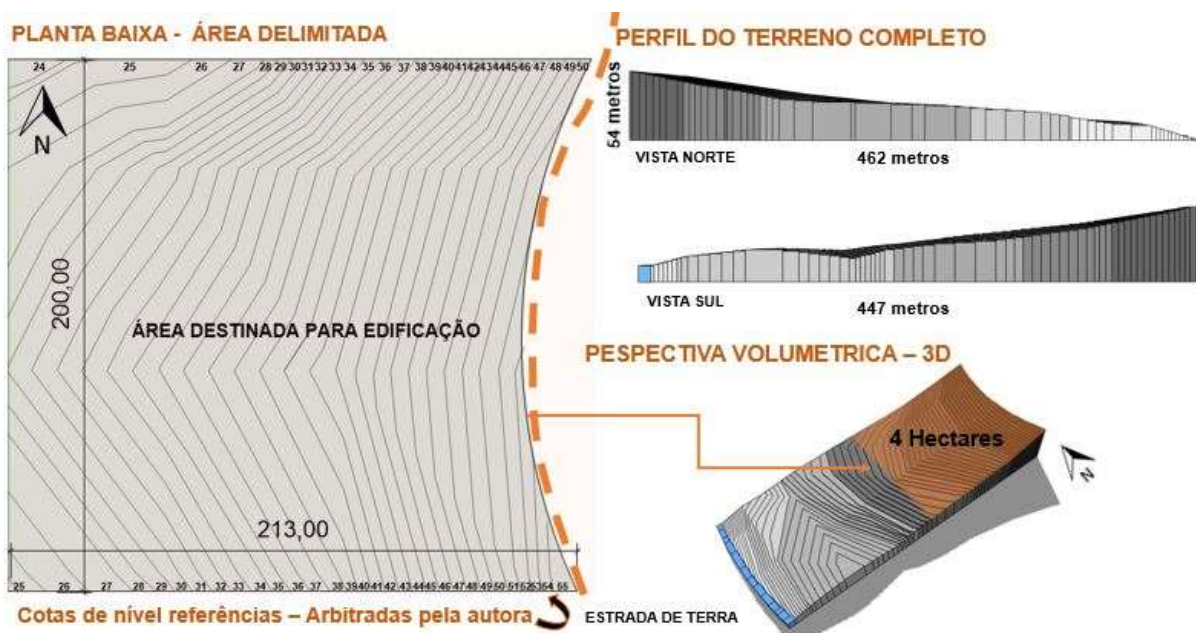 PLANTA BAIXA - ÁREA DELIMITADA
24 25 26 27 28 29 30 31 32 33 34 35 36 37 38 39 40 41 42 43 44 45 46 47 48 49 50
N
200,00
ÁREA DESTINADA PARA EDIFICAÇÃO
213,00
25 26 27 28 29 30 31 32 33 34 35 36 37 38 39 40 41 42 43 44 45 46 47 48 49 50 51 52 53 54 55
Cotas de nível referências – Arbitradas pela autora
ESTRADA DE TERRA
PERFIL DO TERRENO COMPLETO
54 metros
VISTA NORTE
462 metros
VISTA SUL
447 metros
PESPECTIVA VOLUMETRICA – 3D
4 Hectares
N